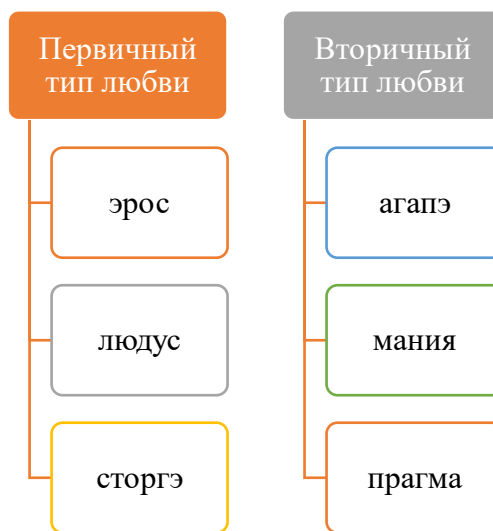 Первичный
тип любви
эрос
людус
сторгэ
Вторичный
тип любви
агапэ
мания
прагма